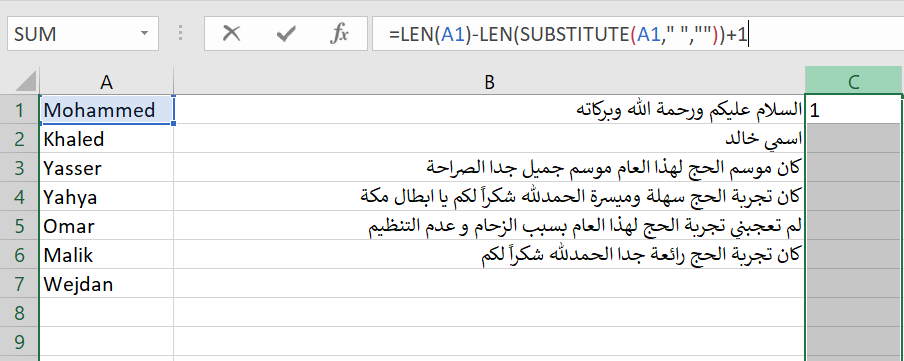 SUM =LEN(A1)-LEN(SUBSTITUTE(A1," ",""))+1
A B C
1 Mohammed السلام عليكم ورحمة الله وبركاته 1
2 Khaled اسمي خالد
3 Yasser كان موسم الحج لهذا العام موسم جميل جدا الصراحة
4 Yahya كان تجربة الحج سهلة وميسرة الحمدلله شكراً لكم يا ابطال مكة
5 Omar لم تعجبني تجربة الحج لهذا العام بسبب الزحام و عدم التنظيم
6 Malik كان تجربة الحج رائعة جدا الحمدلله شكراً لكم
7 Wejdan
8
9